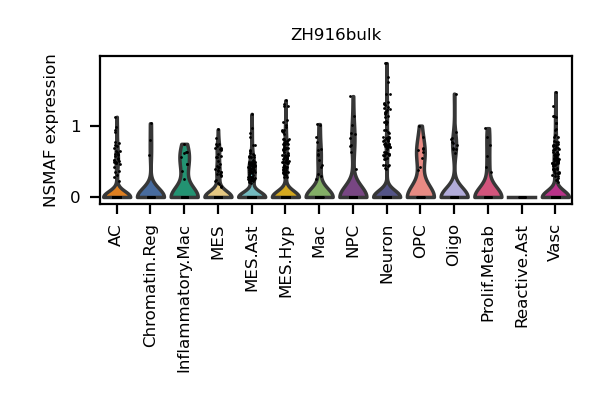 ZH916bulk
NSMAF expression
1
0
AC
Chromatin.Reg
Inflammatory.Mac
MES
MES.Ast
MES.Hyp
Mac
NPC
Neuron
OPC
Oligo
Prolif.Metab
Reactive.Ast
Vasc